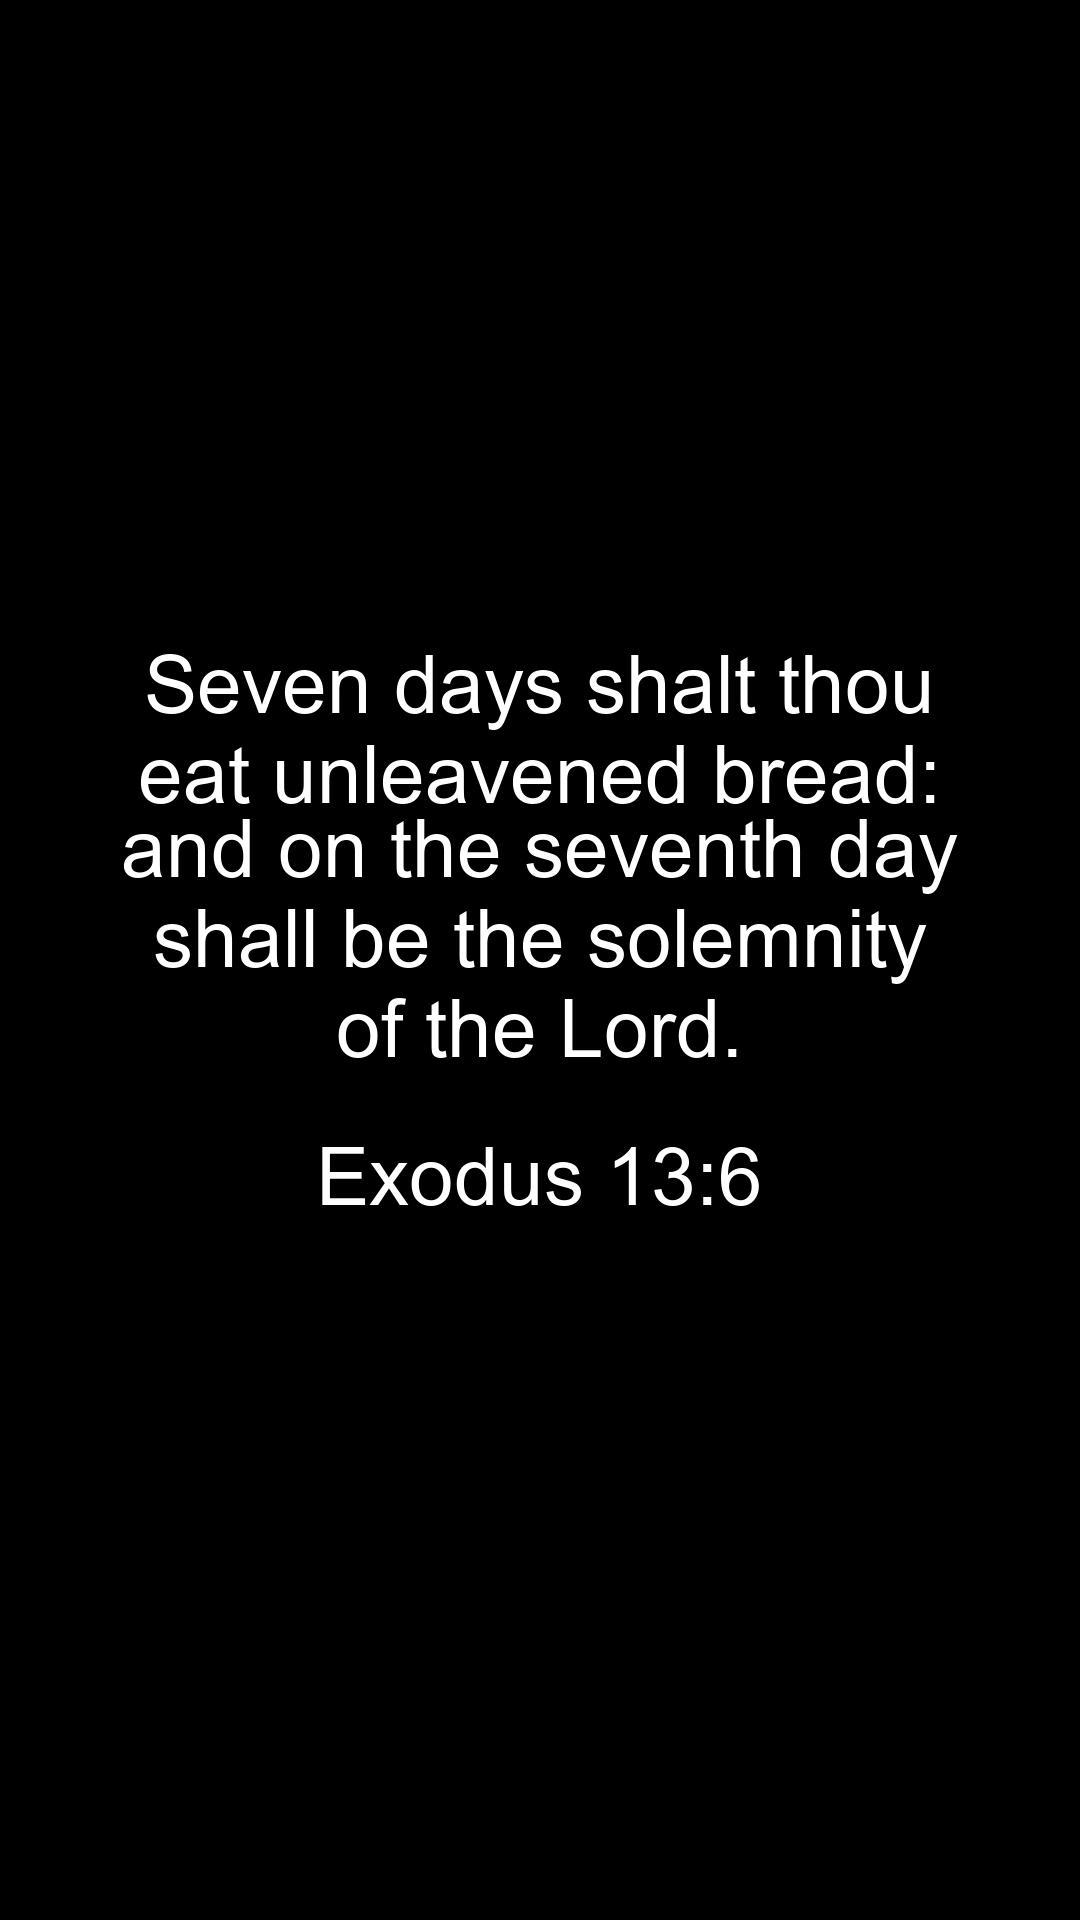 Seven days shalt thou
eat unleavened bread:
and on the seventh day
shall be the solemnity
of the Lord.
Exodus 13:6